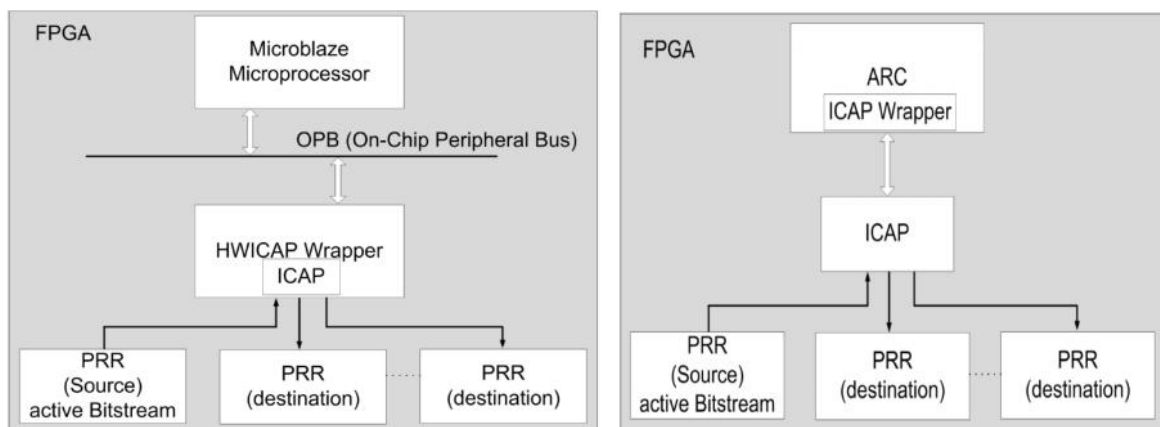 FPGA
Microblaze
Microprocessor
OPB (On-Chip Peripheral Bus)
HWICAP Wrapper
ICAP
PRR
(Source)
active Bitstream
PRR
(destination)
PRR
(destination)
FPGA
ARC
ICAP Wrapper
ICAP
PRR
(Source)
active Bitstream
PRR
(destination)
PRR
(destination)